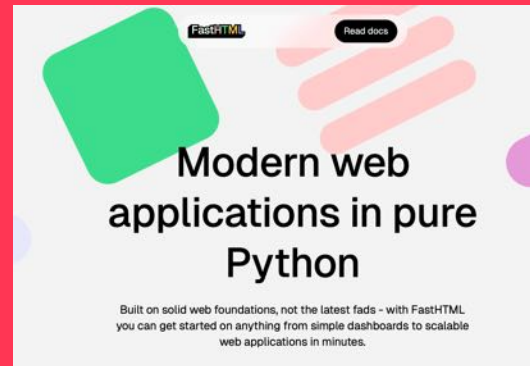 FastHTML
Read docs
Modern web
applications in pure
Python
Built on solid web foundations, not the latest fads - with FastHTML
you can get started on anything from simple dashboards to scalable
web applications in minutes.